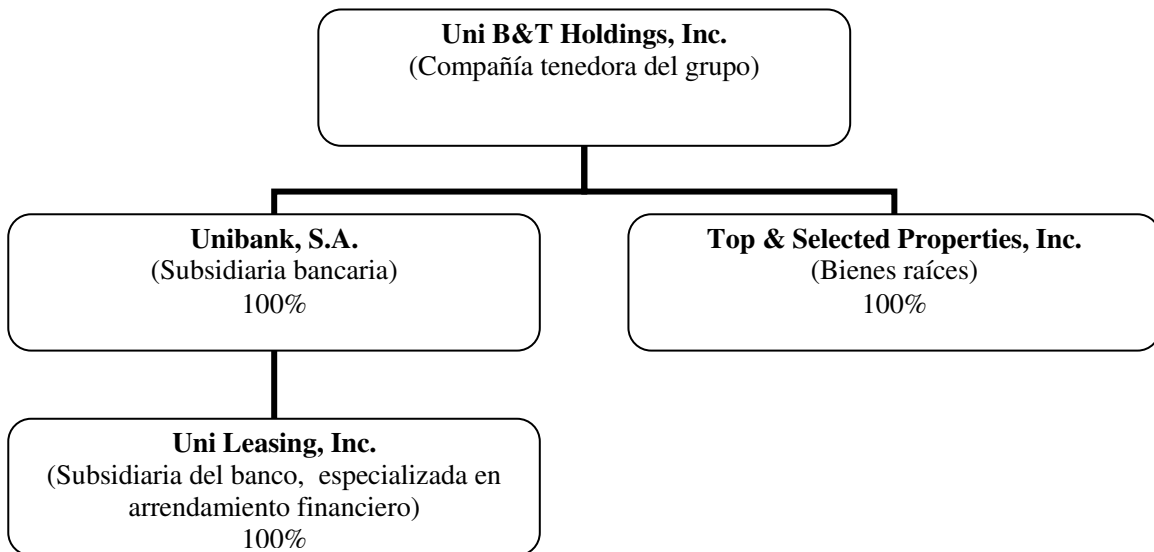 Uni B&T Holdings, Inc.
(Compañía tenedora del grupo)
Unibank, S.A.
(Subsidiaria bancaria)
100%
Top & Selected Properties, Inc.
(Bienes raíces)
100%
Uni Leasing, Inc.
(Subsidiaria del banco, especializada en
arrendamiento financiero)
100%